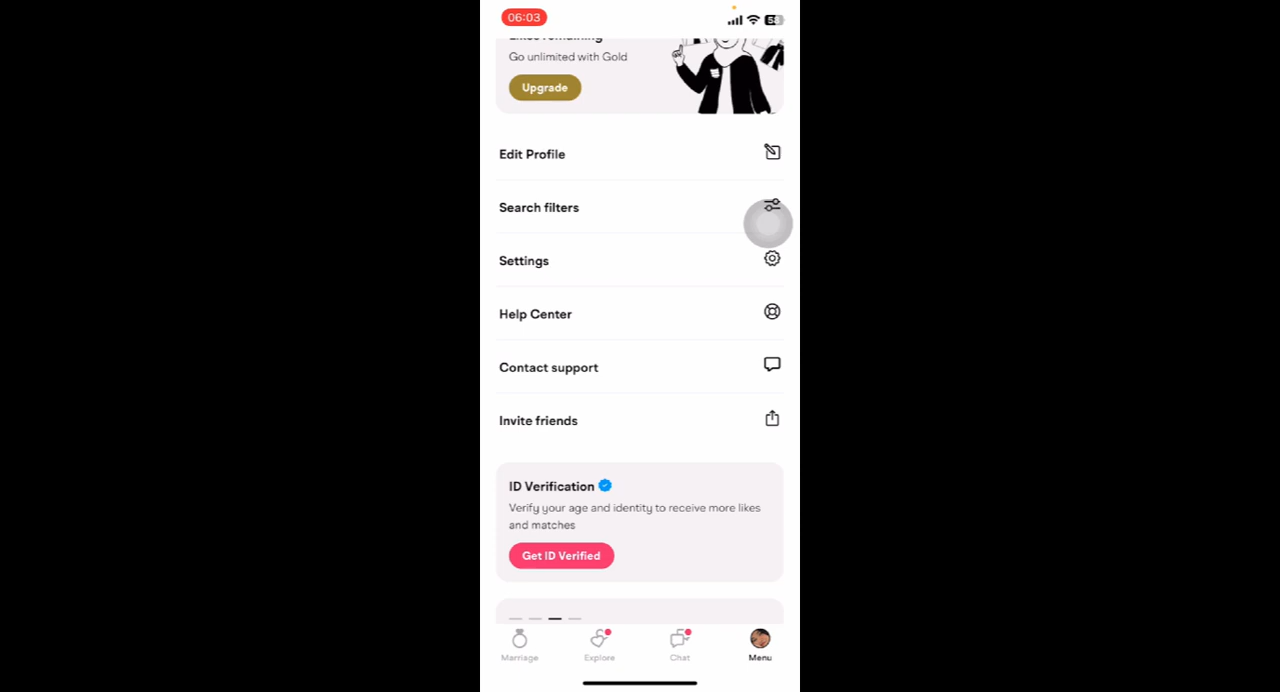 06:03
Likes remaining
Go unlimited with Gold
Upgrade
Edit Profile
Search filters
Settings
Help Center
Contact support
Invite friends
ID Verification
Verify your age and identity to receive more likes
and matches
Get ID Verified
Marriage
Explore
Chat
Menu